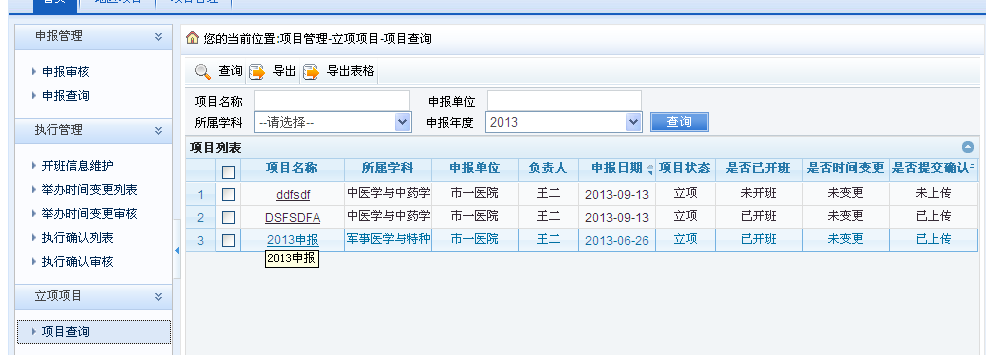 首页 地区项目 项目管理
申报管理
申报审核
申报查询
执行管理
开班信息维护
举办时间变更列表
举办时间变更审核
执行确认列表
执行确认审核
立项项目
项目查询
您的当前位置:项目管理-立项项目-项目查询
查询 导出 导出表格
项目名称 申报单位
所属学科 --请选择-- 申报年度 2013 查询
项目列表
项目名称 所属学科 申报单位 负责人 申报日期 项目状态 是否已开班 是否时间变更 是否提交确认
1 ddfsdf 中医学与中药学 市一医院 王二 2013-09-13 立项 未开班 未变更 未上传
2 DSFSDFA 中医学与中药学 市一医院 王二 2013-09-13 立项 已开班 未变更 已上传
3 2013申报 军事医学与特种 市一医院 王二 2013-06-26 立项 已开班 未变更 已上传
2013申报